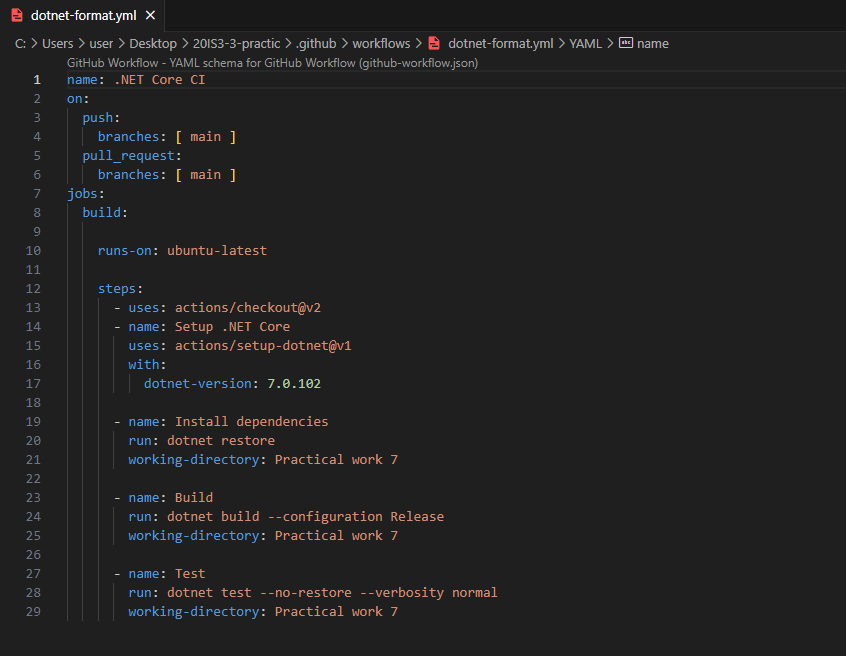 dotnet-format.yml
C: > Users > user > Desktop > 20IS3-3-practic > .github > workflows > dotnet-format.yml > YAML > abc name
GitHub Workflow - YAML schema for GitHub Workflow (github-workflow.json)
1 name: .NET Core CI
2 on:
3   push:
4     branches: [ main ]
5   pull_request:
6     branches: [ main ]
7 jobs:
8   build:
9
10     runs-on: ubuntu-latest
11
12     steps:
13       - uses: actions/checkout@v2
14       - name: Setup .NET Core
15         uses: actions/setup-dotnet@v1
16         with:
17           dotnet-version: 7.0.102
18
19       - name: Install dependencies
20         run: dotnet restore
21         working-directory: Practical work 7
22
23       - name: Build
24         run: dotnet build --configuration Release
25         working-directory: Practical work 7
26
27       - name: Test
28         run: dotnet test --no-restore --verbosity normal
29         working-directory: Practical work 7